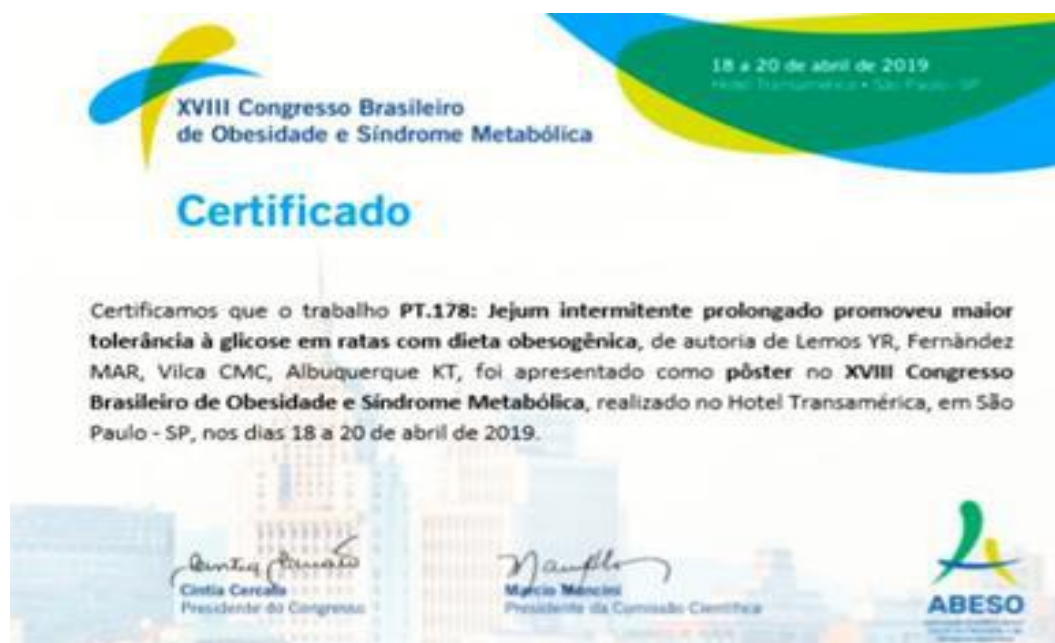 18 a 20 de abril de 2019
Hotel Transamérica • São Paulo - SP
XVIII Congresso Brasileiro
de Obesidade e Síndrome Metabólica
Certificado
Certificamos que o trabalho PT.178: Jejum intermitente prolongado promoveu maior
tolerância à glicose em ratas com dieta obesogênica, de autoria de Lemos YR, Fernàndez
MAR, Vilca CMC, Albuquerque KT, foi apresentado como pôster no XVIII Congresso
Brasileiro de Obesidade e Síndrome Metabólica, realizado no Hotel Transamérica, em São
Paulo - SP, nos dias 18 a 20 de abril de 2019.
Cintia Cercato
Presidente do Congresso
Marcio Mancini
Presidente da Comissão Científica
ABESO